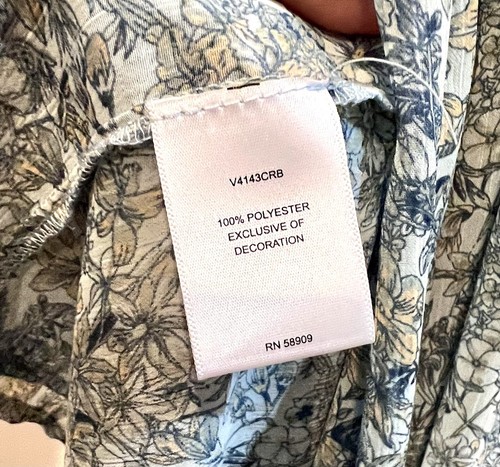 V4143CRB
100% POLYESTER
EXCLUSIVE OF
DECORATION
RN 58909